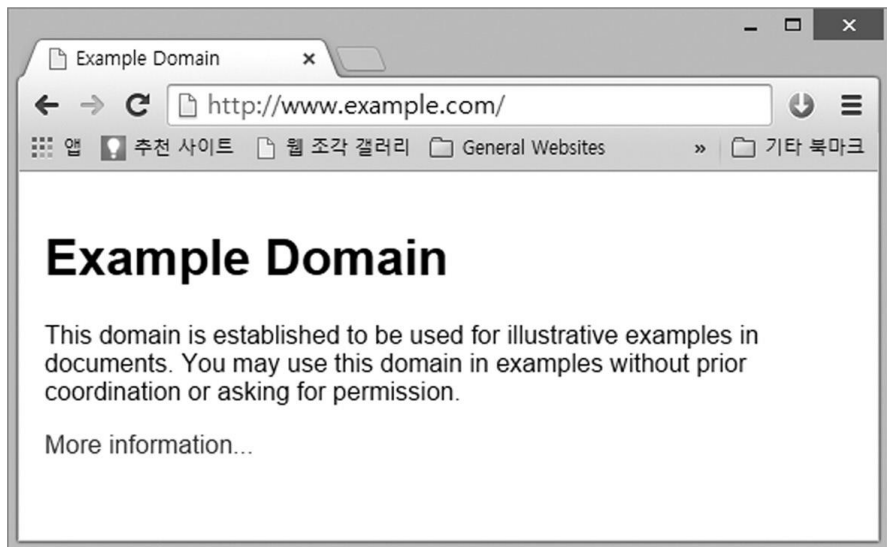 Example Domain
http://www.example.com/
앱 추천 사이트 웹 조각 갤러리 General Websites » 기타 북마크
Example Domain
This domain is established to be used for illustrative examples in
documents. You may use this domain in examples without prior
coordination or asking for permission.
More information...